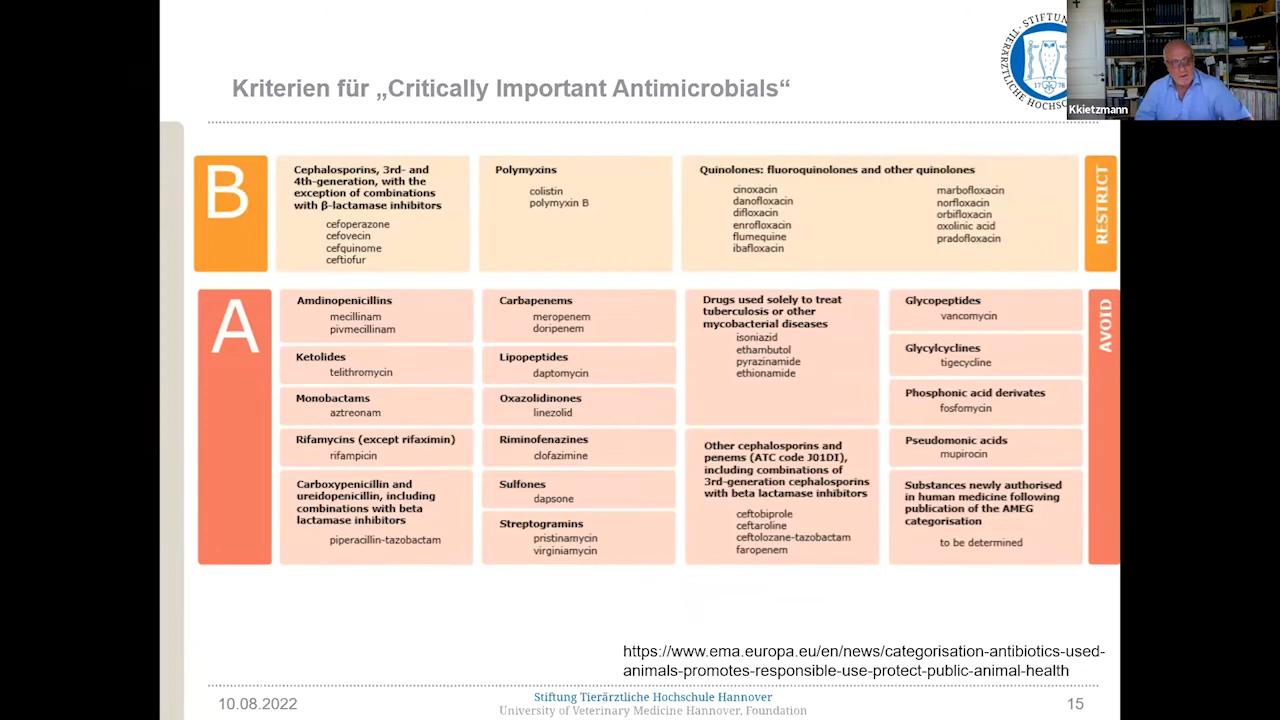 Kriterien für „Critically Important Antimicrobials“
STIFTUNG
TIERÄRZTLICHE HOCHSCHULE
1778
Kkietzmann
B
Cephalosporins, 3rd- and
4th-generation, with the
exception of combinations
with β-lactamase inhibitors
cefoperazone
cefovecin
cefquinome
ceftiofur
Polymyxins
colistin
polymyxin B
Quinolones: fluoroquinolones and other quinolones
cinoxacin
danofloxacin
difloxacin
enrofloxacin
flumequine
ibafloxacin
marbofloxacin
norfloxacin
orbifloxacin
oxolinic acid
pradofloxacin
RESTRICT
A
Amdinopenicillins
mecillinam
pivmecillinam
Ketolides
telithromycin
Monobactams
aztreonam
Rifamycins (except rifaximin)
rifampicin
Carboxypenicillin and
ureidopenicillin, including
combinations with beta
lactamase inhibitors
piperacillin-tazobactam
Carbapenems
meropenem
doripenem
Lipopeptides
daptomycin
Oxazolidinones
linezolid
Riminofenazines
clofazimine
Sulfones
dapsone
Streptogramins
pristinamycin
virginiamycin
Drugs used solely to treat
tuberculosis or other
mycobacterial diseases
isoniazid
ethambutol
pyrazinamide
ethionamide
Other cephalosporins and
penems (ATC code J01DI),
including combinations of
3rd-generation cephalosporins
with beta lactamase inhibitors
ceftobiprole
ceftaroline
ceftolozane-tazobactam
faropenem
Glycopeptides
vancomycin
Glycylcyclines
tigecycline
Phosphonic acid derivates
fosfomycin
Pseudomonic acids
mupirocin
Substances newly authorised
in human medicine following
publication of the AMEG
categorisation
to be determined
AVOID
https://www.ema.europa.eu/en/news/categorisation-antibiotics-used-
animals-promotes-responsible-use-protect-public-animal-health
10.08.2022
Stiftung Tierärztliche Hochschule Hannover
University of Veterinary Medicine Hannover, Foundation
15